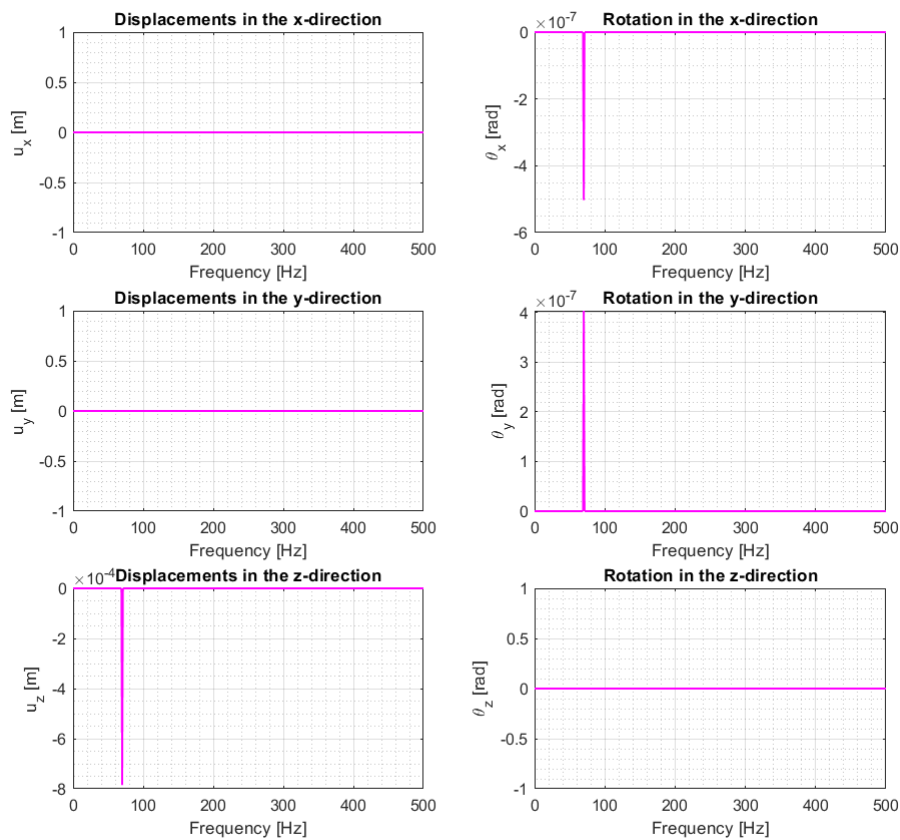 Displacements in the x-direction
1
0.5
0
-0.5
-1
u_x [m]
0 100 200 300 400 500
Frequency [Hz]
×10^-7
Rotation in the x-direction
0
-2
-4
-6
θ_x [rad]
0 100 200 300 400 500
Frequency [Hz]
Displacements in the y-direction
1
0.5
0
-0.5
-1
u_y [m]
0 100 200 300 400 500
Frequency [Hz]
×10^-7
Rotation in the y-direction
4
3
2
1
0
θ_y [rad]
0 100 200 300 400 500
Frequency [Hz]
×10^-4
Displacements in the z-direction
0
-2
-4
-6
-8
u_z [m]
0 100 200 300 400 500
Frequency [Hz]
Rotation in the z-direction
1
0.5
0
-0.5
-1
θ_z [rad]
0 100 200 300 400 500
Frequency [Hz]